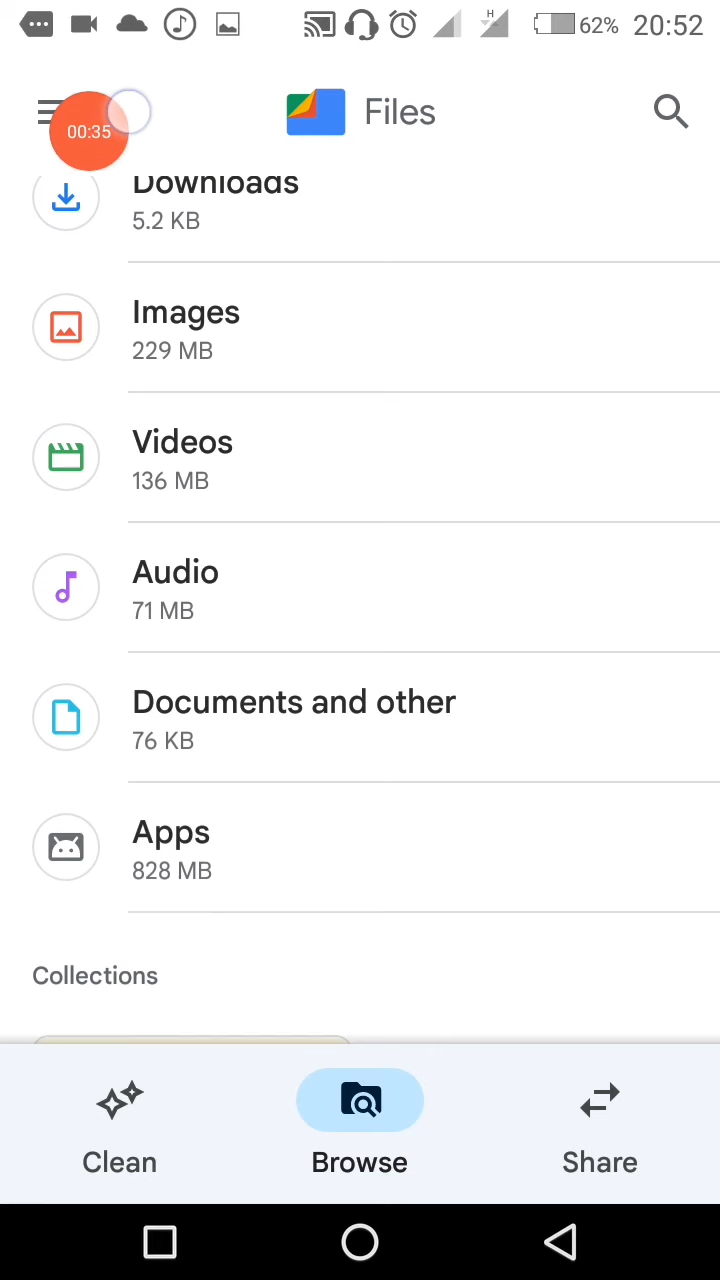 H 62% 20:52
00:35
Files
Downloads
5.2 KB
Images
229 MB
Videos
136 MB
Audio
71 MB
Documents and other
76 KB
Apps
828 MB
Collections
Clean Browse Share